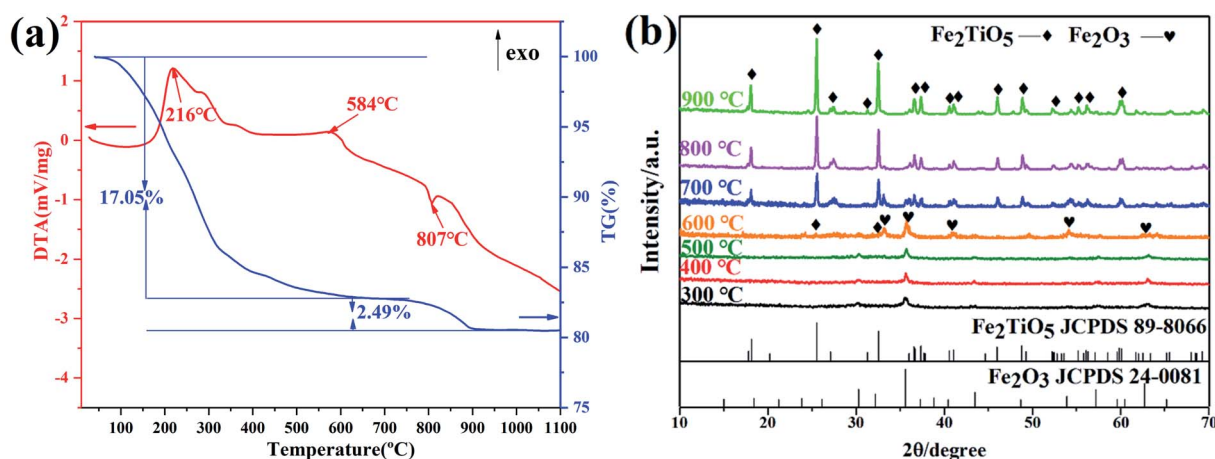 (a)
exo
216℃
584℃
807℃
17.05%
2.49%
DTA(mv/mg)
2
1
0
-1
-2
-3
-4
TG(%)
100
95
90
85
80
75
100 200 300 400 500 600 700 800 900 1000 1100
Temperature(ºC)
(b)
Fe₂TiO₅ —♦ Fe₂O₃ —♥
900 ℃
800 ℃
700 ℃
600 ℃
500 ℃
400 ℃
300 ℃
Fe₂TiO₅ JCPDS 89-8066
Fe₂O₃ JCPDS 24-0081
Intensity/a.u.
10 20 30 40 50 60 70
2θ/degree